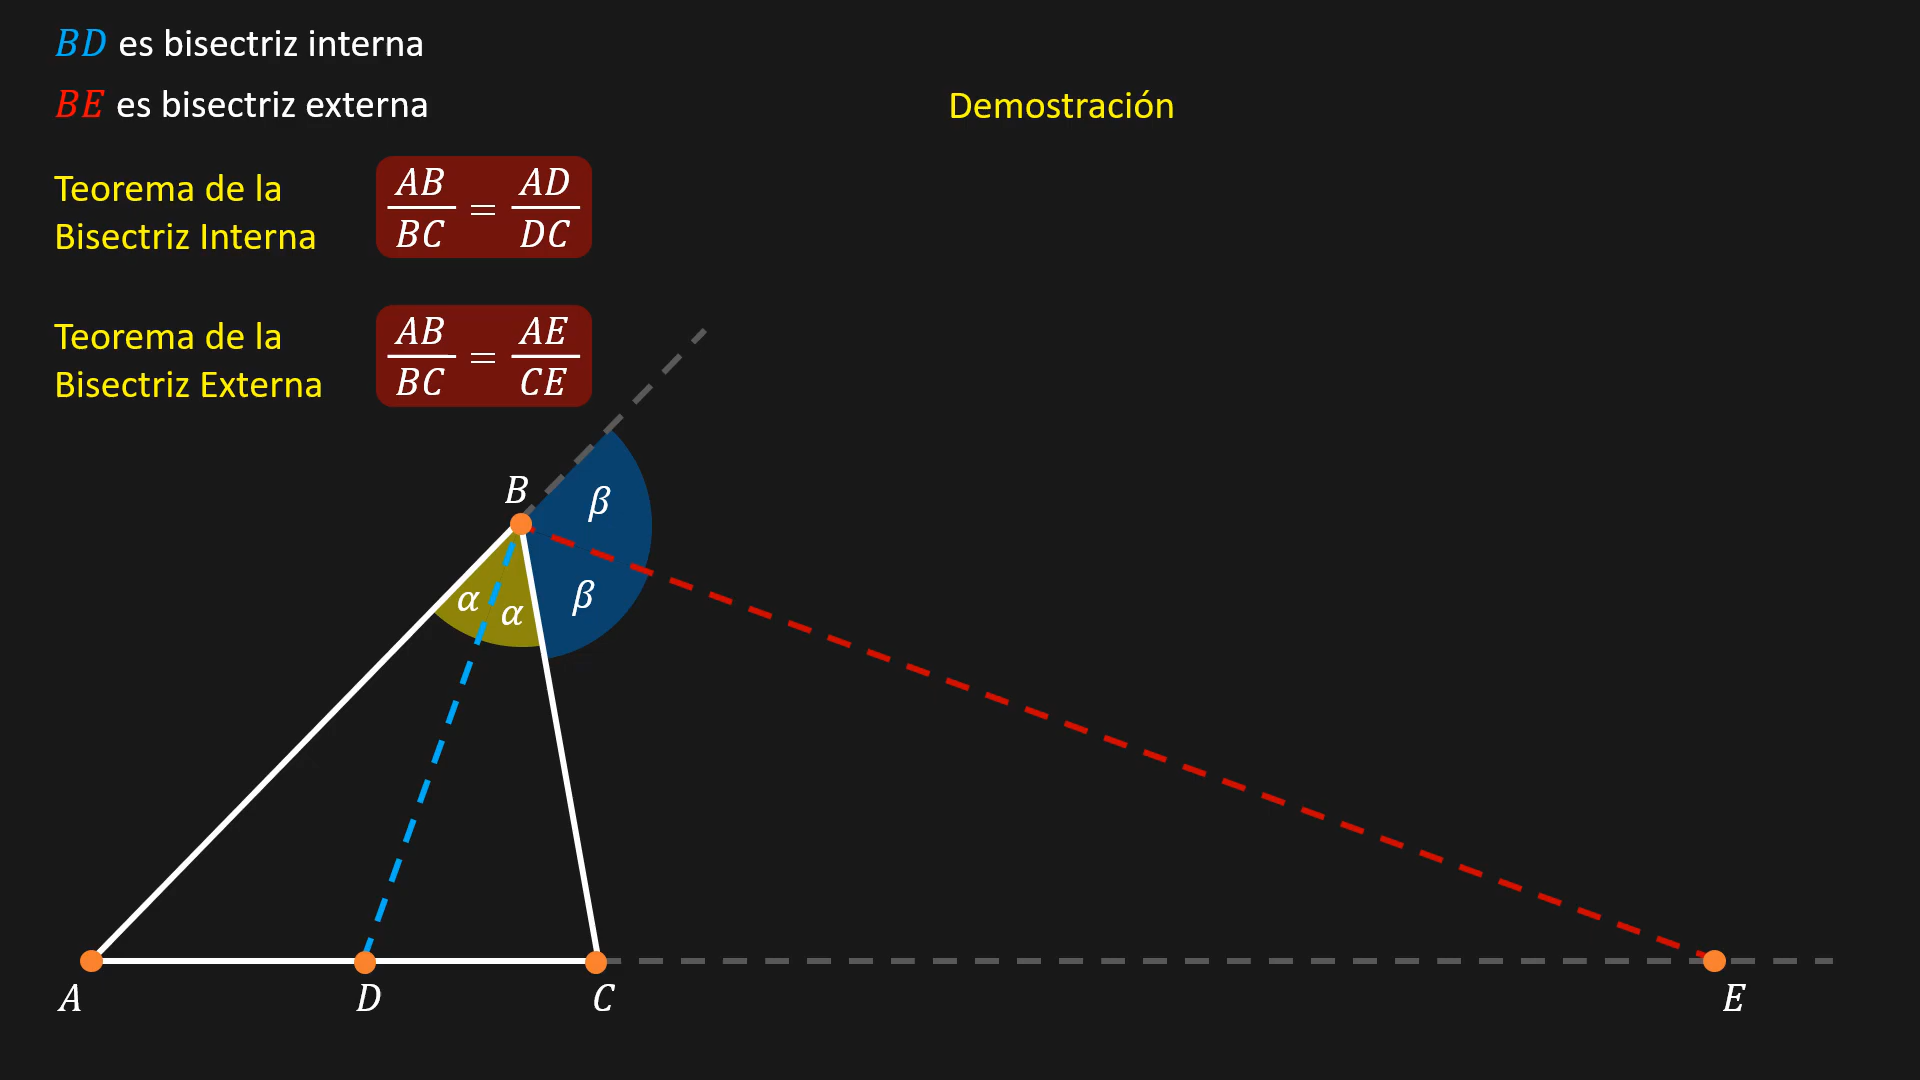 BD es bisectriz interna
BE es bisectriz externa
Demostración
Teorema de la
Bisectriz Interna
AB/BC = AD/DC
Teorema de la
Bisectriz Externa
AB/BC = AE/CE
B
β
α α β
A D C E